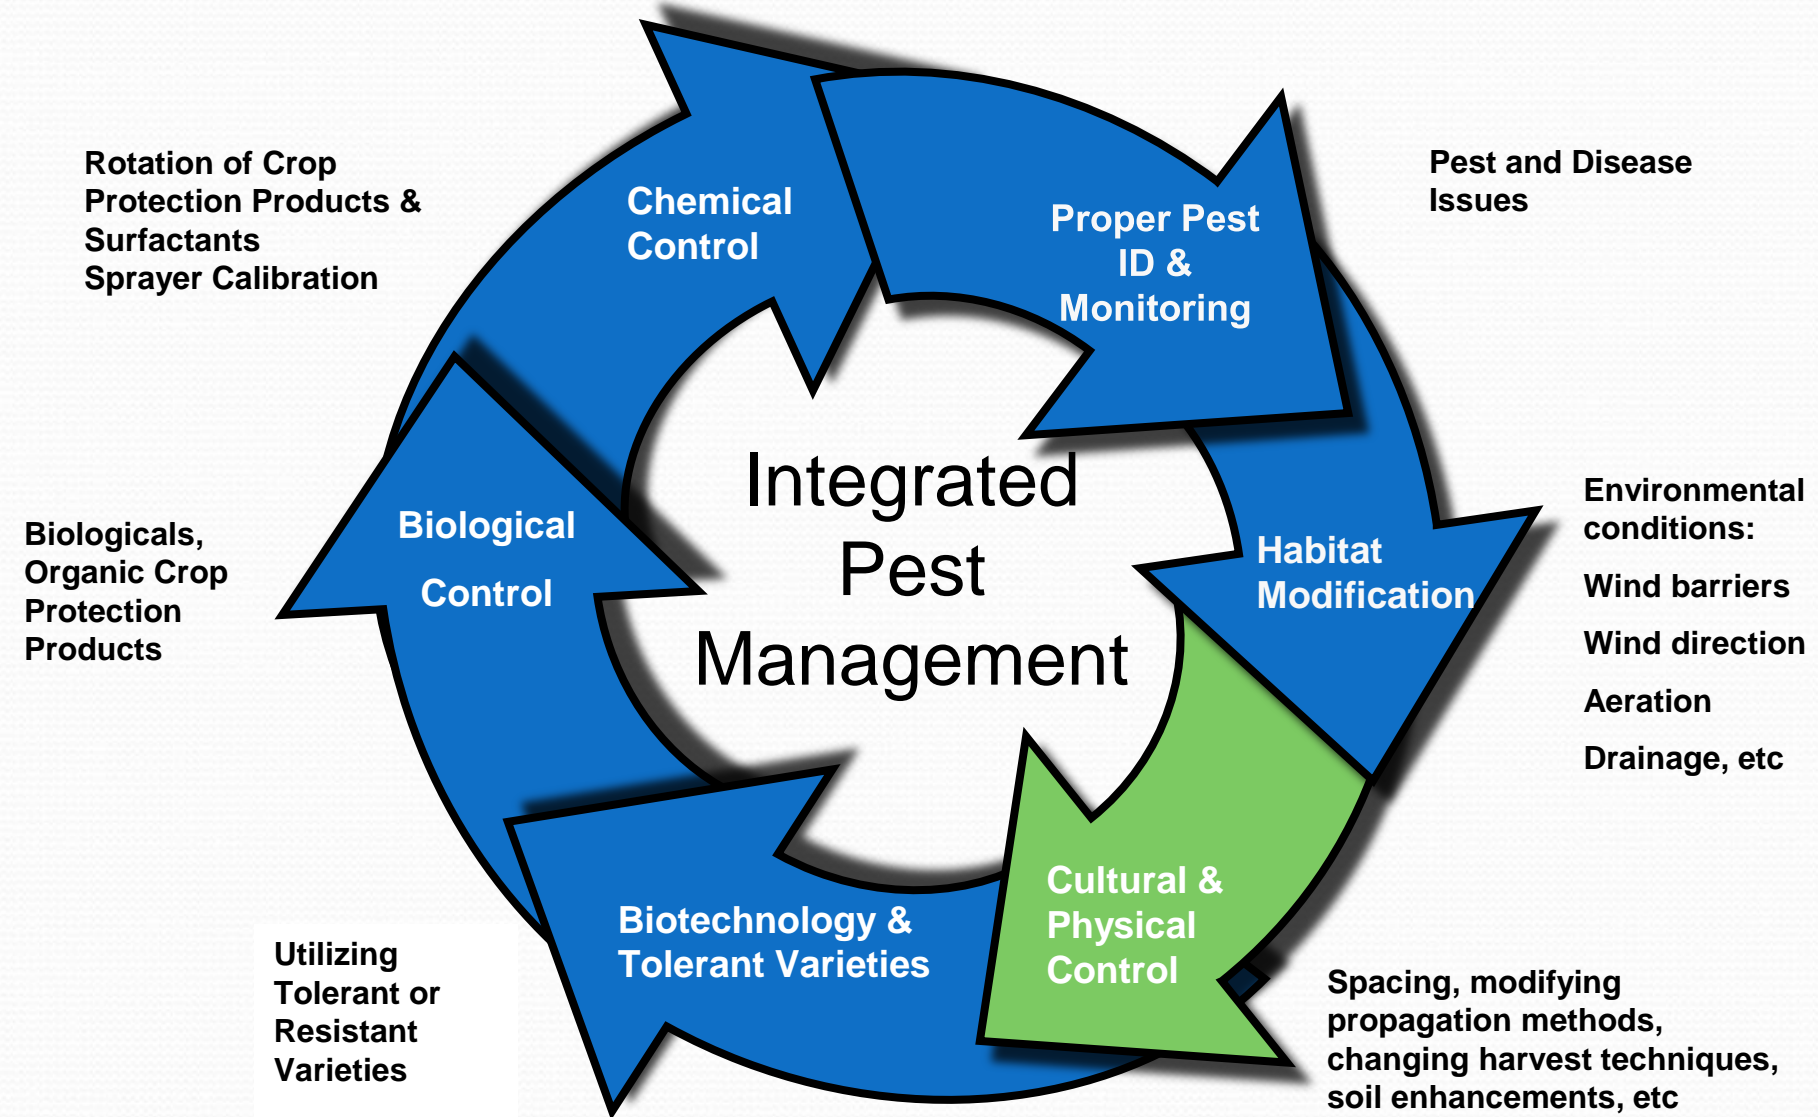 Rotation of Crop
Protection Products &
Surfactants
Sprayer Calibration
Chemical
Control
Proper Pest
ID &
Monitoring
Pest and Disease
Issues
Integrated
Pest
Management
Biological
Control
Biologicals,
Organic Crop
Protection
Products
Habitat
Modification
Environmental
conditions:
Wind barriers
Wind direction
Aeration
Drainage, etc
Cultural &
Physical
Control
Biotechnology &
Tolerant Varieties
Utilizing
Tolerant or
Resistant
Varieties
Spacing, modifying
propagation methods,
changing harvest techniques,
soil enhancements, etc